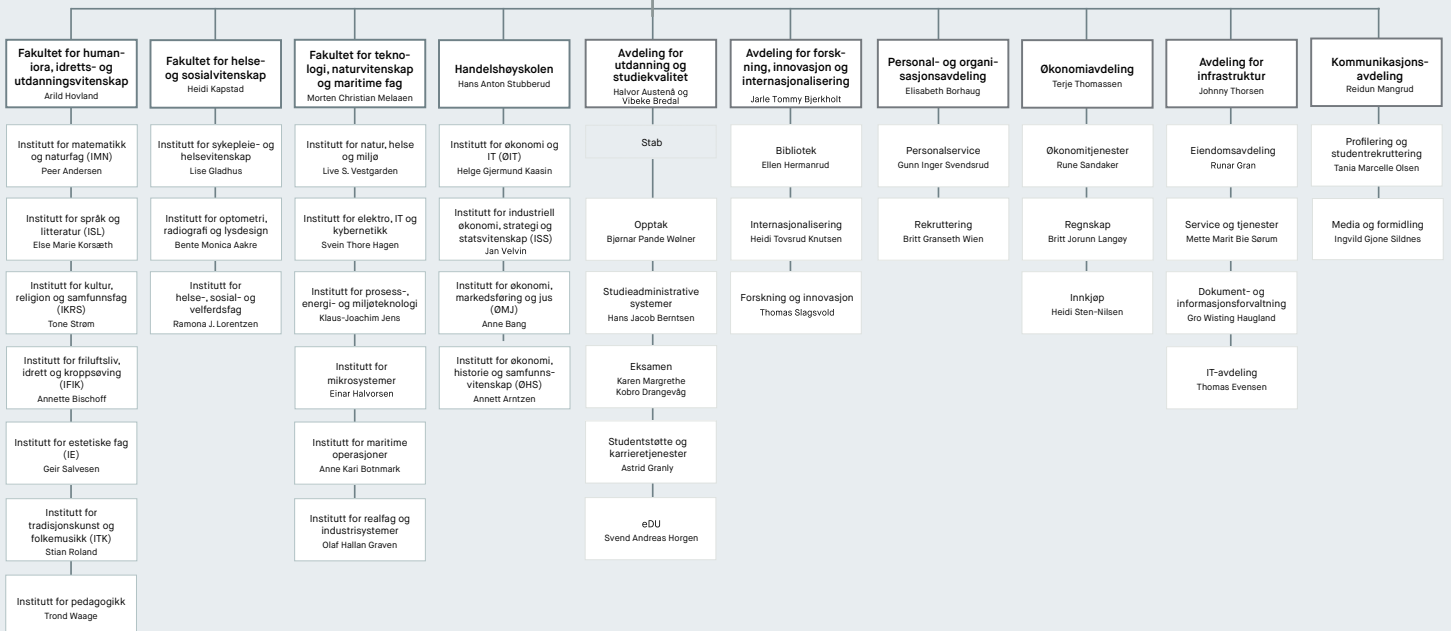 Fakultet for human-
iora, idretts- og
utdanningsvitenskap
Arild Hovland
Institutt for matematikk
og naturfag (IMN)
Peer Andersen
Institutt for språk og
litteratur (ISL)
Else Marie Korsæth
Institutt for kultur,
religion og samfunnsfag
(IKRS)
Tone Strøm
Institutt for friluftsliv,
idrett og kroppsøving
(IFIK)
Annette Bischoff
Institutt for estetiske fag
(IE)
Geir Salvesen
Institutt for
tradisjonskunst og
folkemusikk (ITK)
Stian Roland
Institutt for pedagogikk
Trond Waage
Fakultet for helse-
og sosialvitenskap
Heidi Kapstad
Institutt for sykepleie- og
helsevitenskap
Lise Gladhus
Institutt for optometri,
radiografi og lysdesign
Bente Monica Aakre
Institutt for
helse-, sosial- og
velferdsfag
Ramona J. Lorentzen
Fakultet for tekno-
logi, naturvitenskap
og maritime fag
Morten Christian Melaaen
Institutt for natur, helse
og miljø
Live S. Vestgarden
Institutt for elektro, IT og
kybernetikk
Svein Thore Hagen
Institutt for prosess-,
energi- og miljøteknologi
Klaus-Joachim Jens
Institutt for
mikrosystemer
Einar Halvorsen
Institutt for maritime
operasjoner
Anne Kari Botnmark
Institutt for realfag og
industrisystemer
Olaf Hallan Graven
Handelshøyskolen
Hans Anton Stubberud
Institutt for økonomi og
IT (ØIT)
Helge Gjermund Kaasin
Institutt for industriell
økonomi, strategi og
statsvitenskap (ISS)
Jan Velvin
Institutt for økonomi,
markedsføring og jus
(ØMJ)
Anne Bang
Institutt for økonomi,
historie og samfunns-
vitenskap (ØHS)
Annett Arntzen
Avdeling for
utdanning og
studiekvalitet
Halvor Austenå og
Vibeke Bredal
Stab
Opptak
Bjørnar Pande Wølner
Studieadministrative
systemer
Hans Jacob Berntsen
Eksamen
Karen Margrethe
Kobro Drangevåg
Studentstøtte og
karrieretjenester
Astrid Granly
eDU
Svend Andreas Horgen
Avdeling for forsk-
ning, innovasjon og
internasjonalisering
Jarle Tommy Bjerkholt
Bibliotek
Ellen Hermanrud
Internasjonalisering
Heidi Tovsrud Knutsen
Forskning og innovasjon
Thomas Slagsvold
Personal- og organi-
sasjonsavdeling
Elisabeth Borhaug
Personalservice
Gunn Inger Svendsrud
Rekruttering
Britt Granseth Wien
Økonomiavdeling
Terje Thomassen
Økonomitjenester
Rune Sandaker
Regnskap
Britt Jorunn Langøy
Innkjøp
Heidi Sten-Nilsen
Avdeling for
infrastruktur
Johnny Thorsen
Eiendomsavdeling
Runar Gran
Service og tjenester
Mette Marit Bie Sørum
Dokument- og
informasjonsforvaltning
Gro Wisting Haugland
IT-avdeling
Thomas Evensen
Kommunikasjons-
avdeling
Reidun Mangrud
Profilering og
studentrekruttering
Tania Marcelle Olsen
Media og formidling
Ingvild Gjone Sildnes